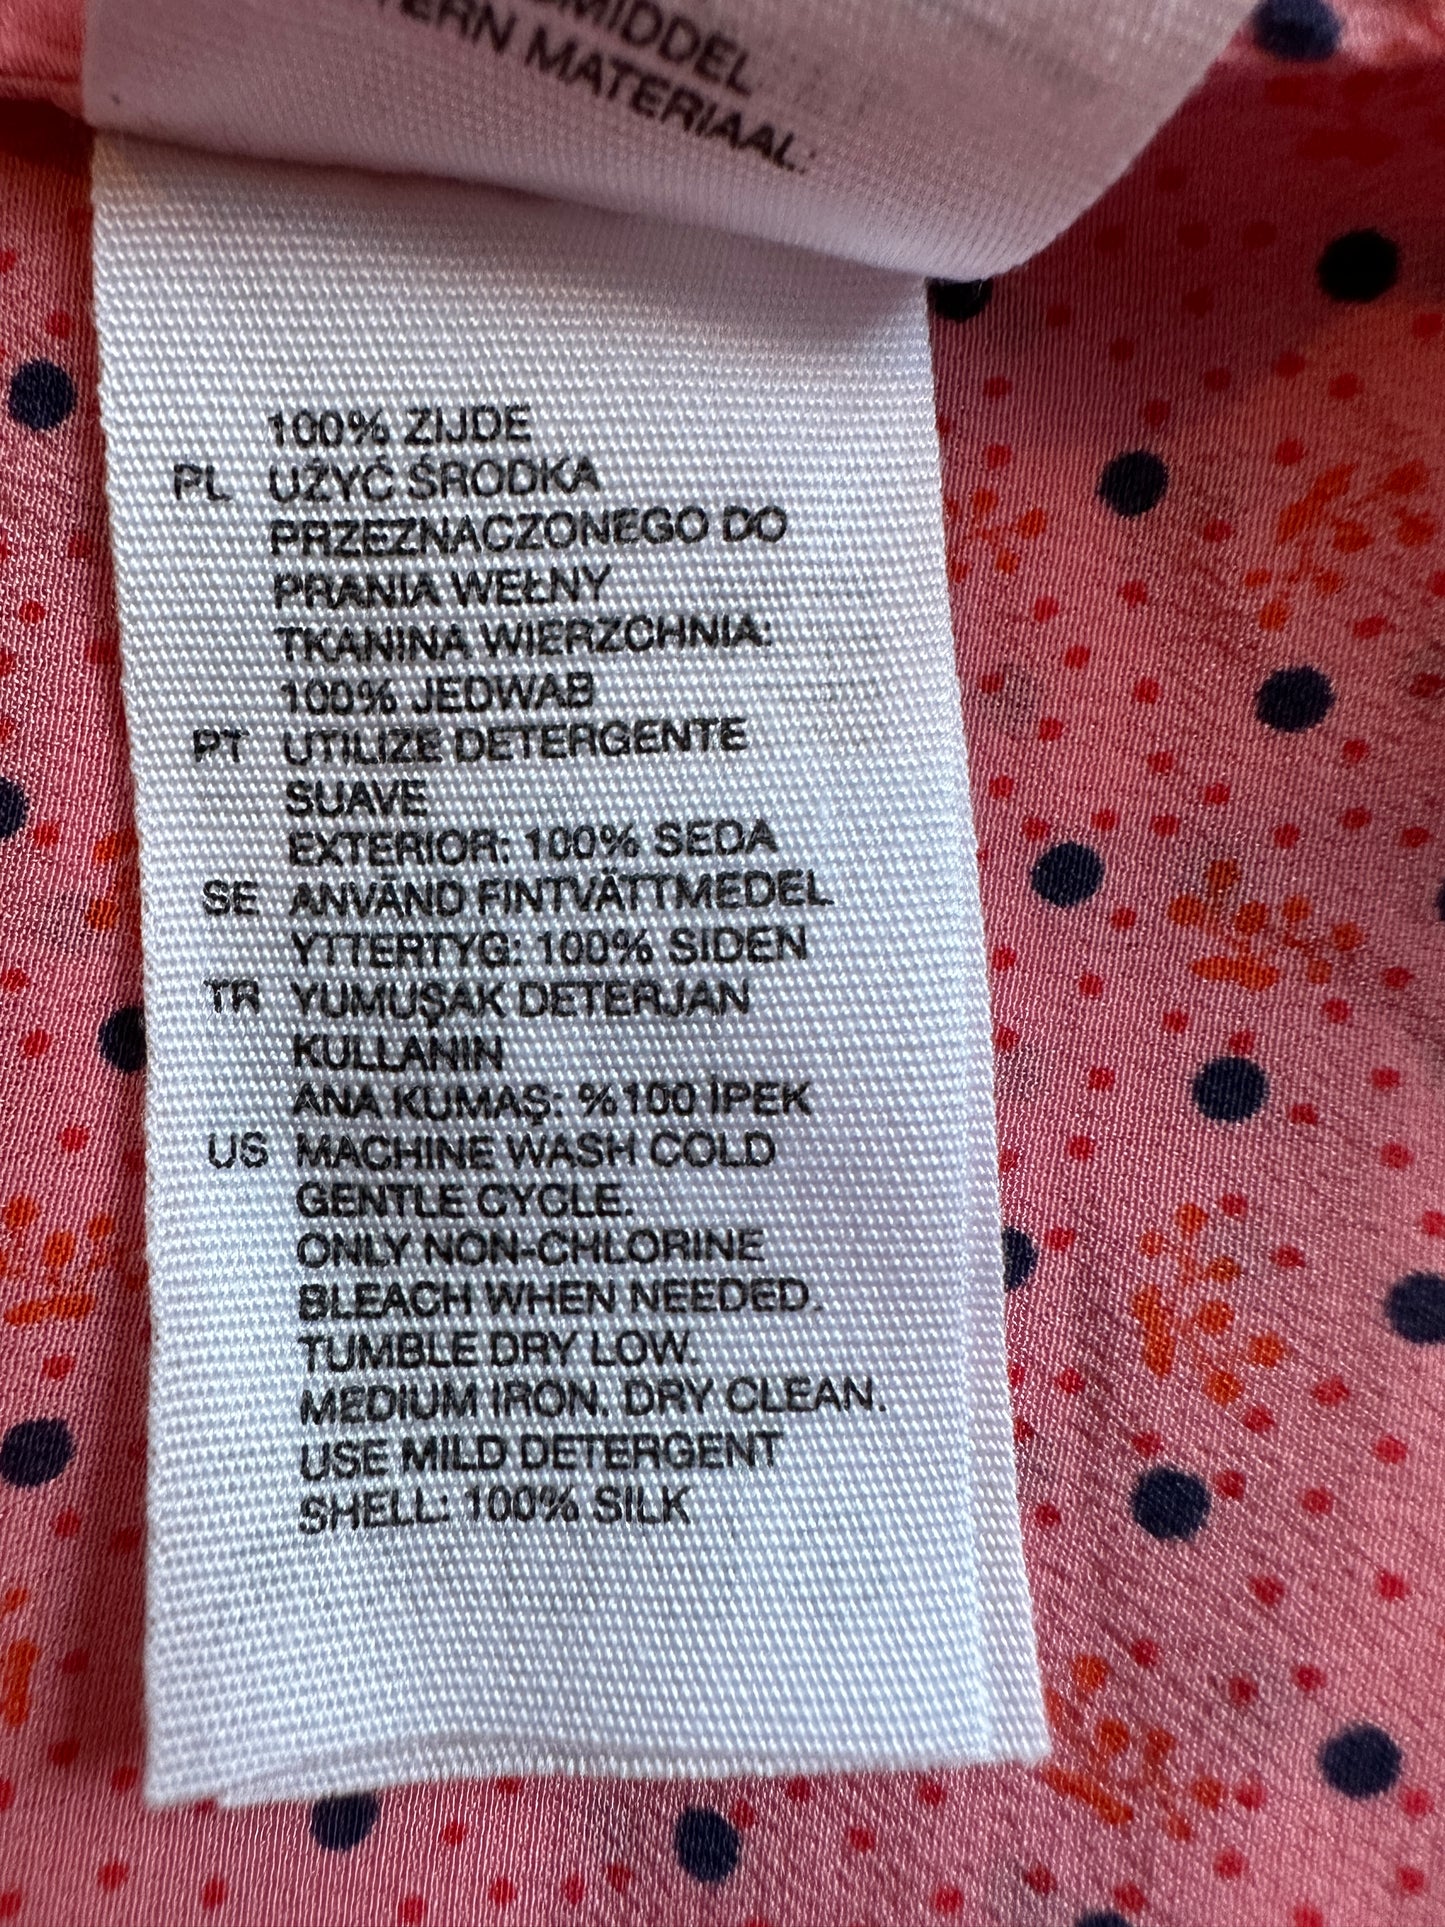 MIDDEL
MATERIAAL:
100% ZIJDE
PL UŻYĆ ŚRODKA
PRZEZNACZONEGO DO
PRANIA WEŁNY
TKANINA WIERZCHNIA:
100% JEDWAB
PT UTILIZE DETERGENTE
SUAVE
EXTERIOR: 100% SEDA
SE ANVÄND FINTVÄTTMEDEL
YTTERTYG: 100% SIDEN
TR YUMUŞAK DETERJAN
KULLANIN
ANA KUMAŞ: %100 İPEK
US MACHINE WASH COLD
GENTLE CYCLE.
ONLY NON-CHLORINE
BLEACH WHEN NEEDED.
TUMBLE DRY LOW.
MEDIUM IRON. DRY CLEAN.
USE MILD DETERGENT
SHELL: 100% SILK